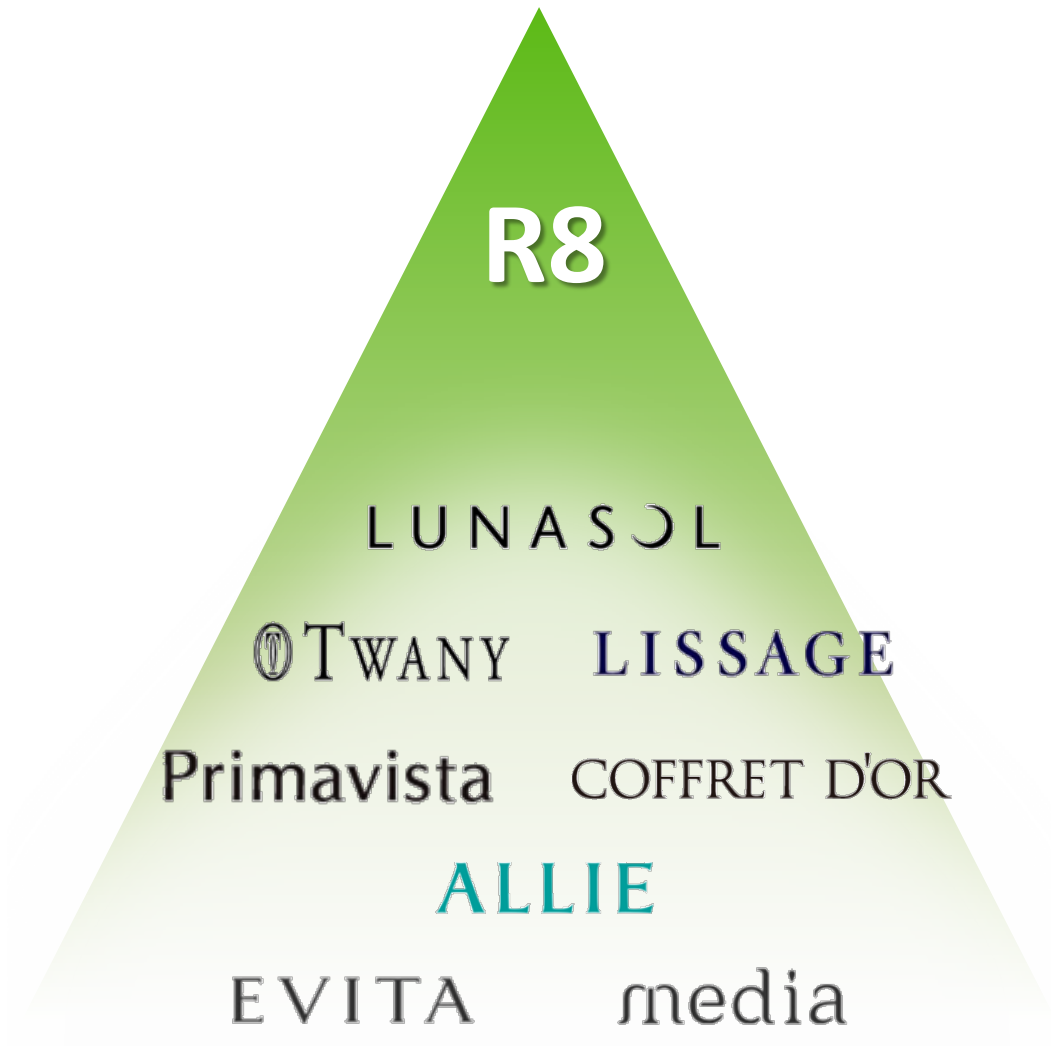 R8
LUNASOL
TWANY LISSAGE
Primavista COFFRET D'OR
ALLIE
EVITA media